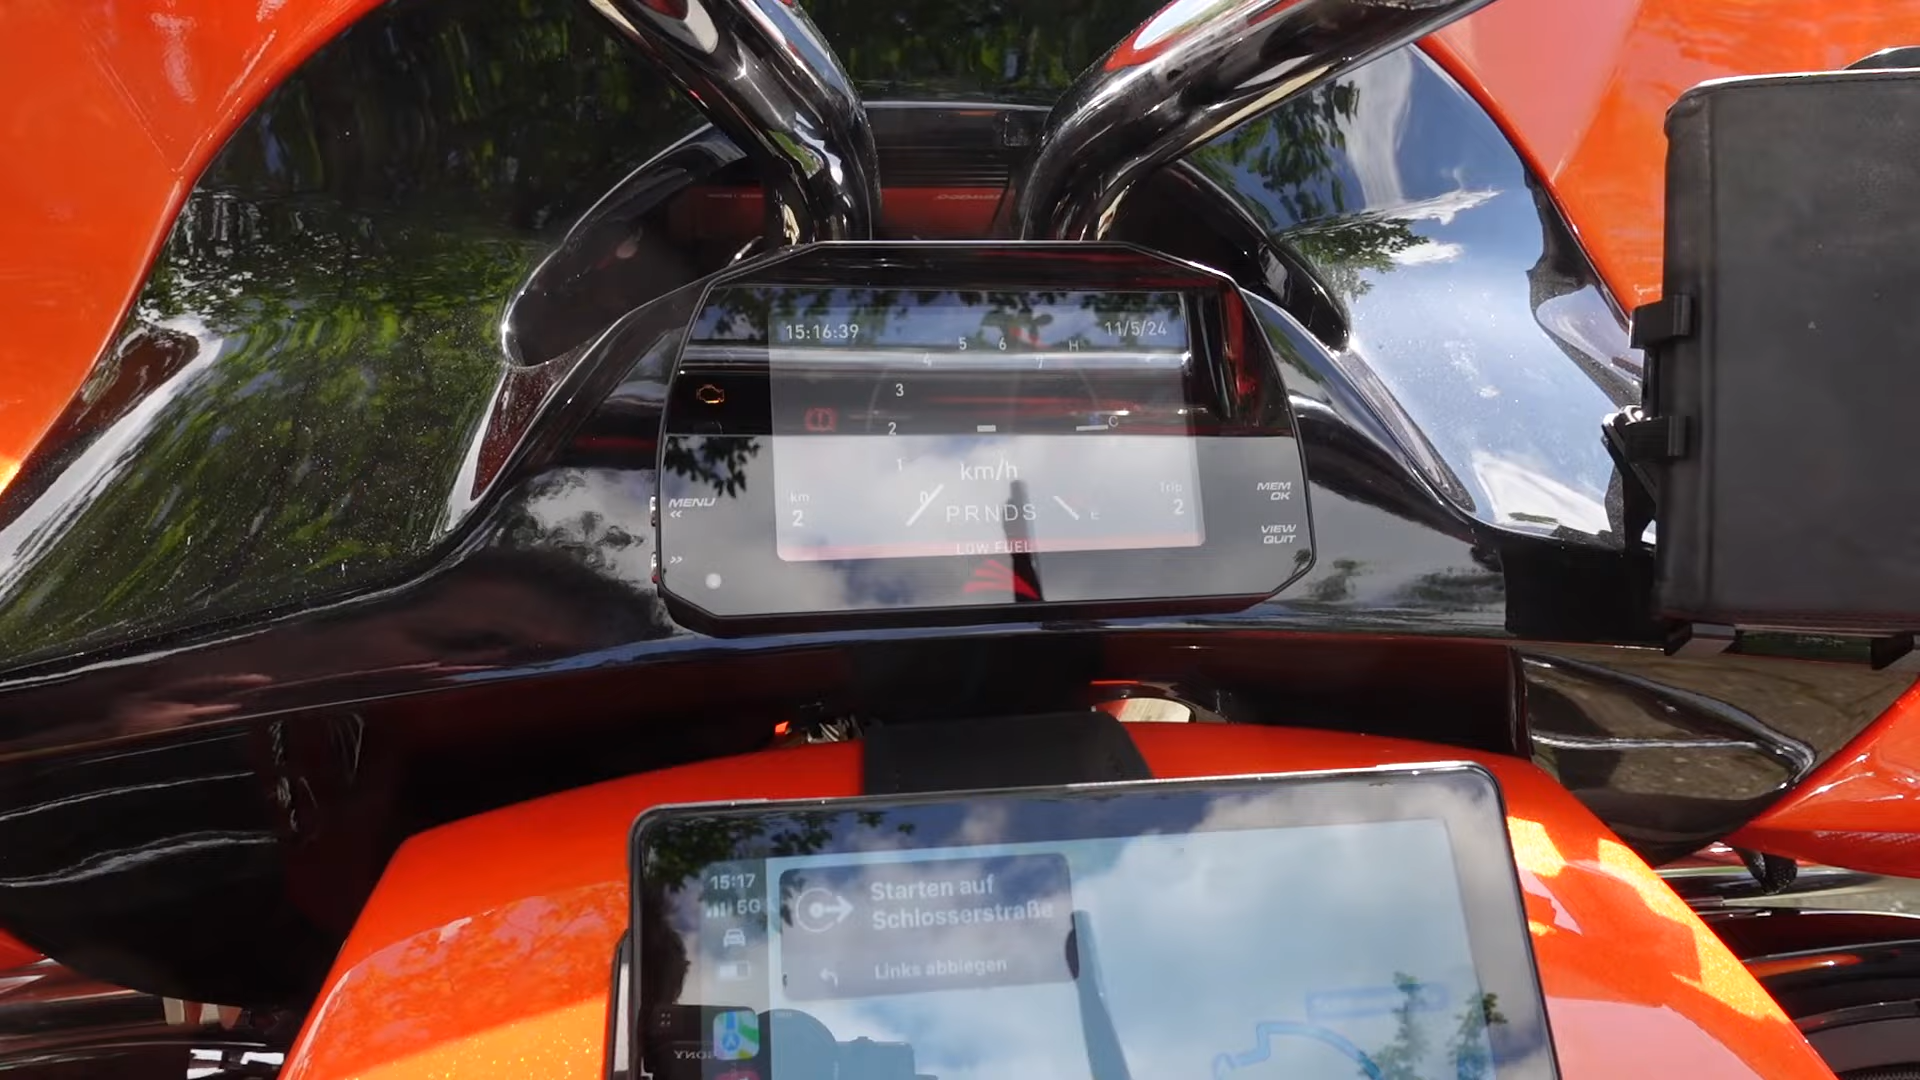 15:16:39
11/5/24
5 6
4
7
H
3
2
C
1
km/h
MENU
<<
km
2
0
PRNDS
E
Trip
2
MEM
OK
VIEW
QUIT
LOW FUEL
>>
15:17
5G
Starten auf
Schlosserstraße
Links abbiegen